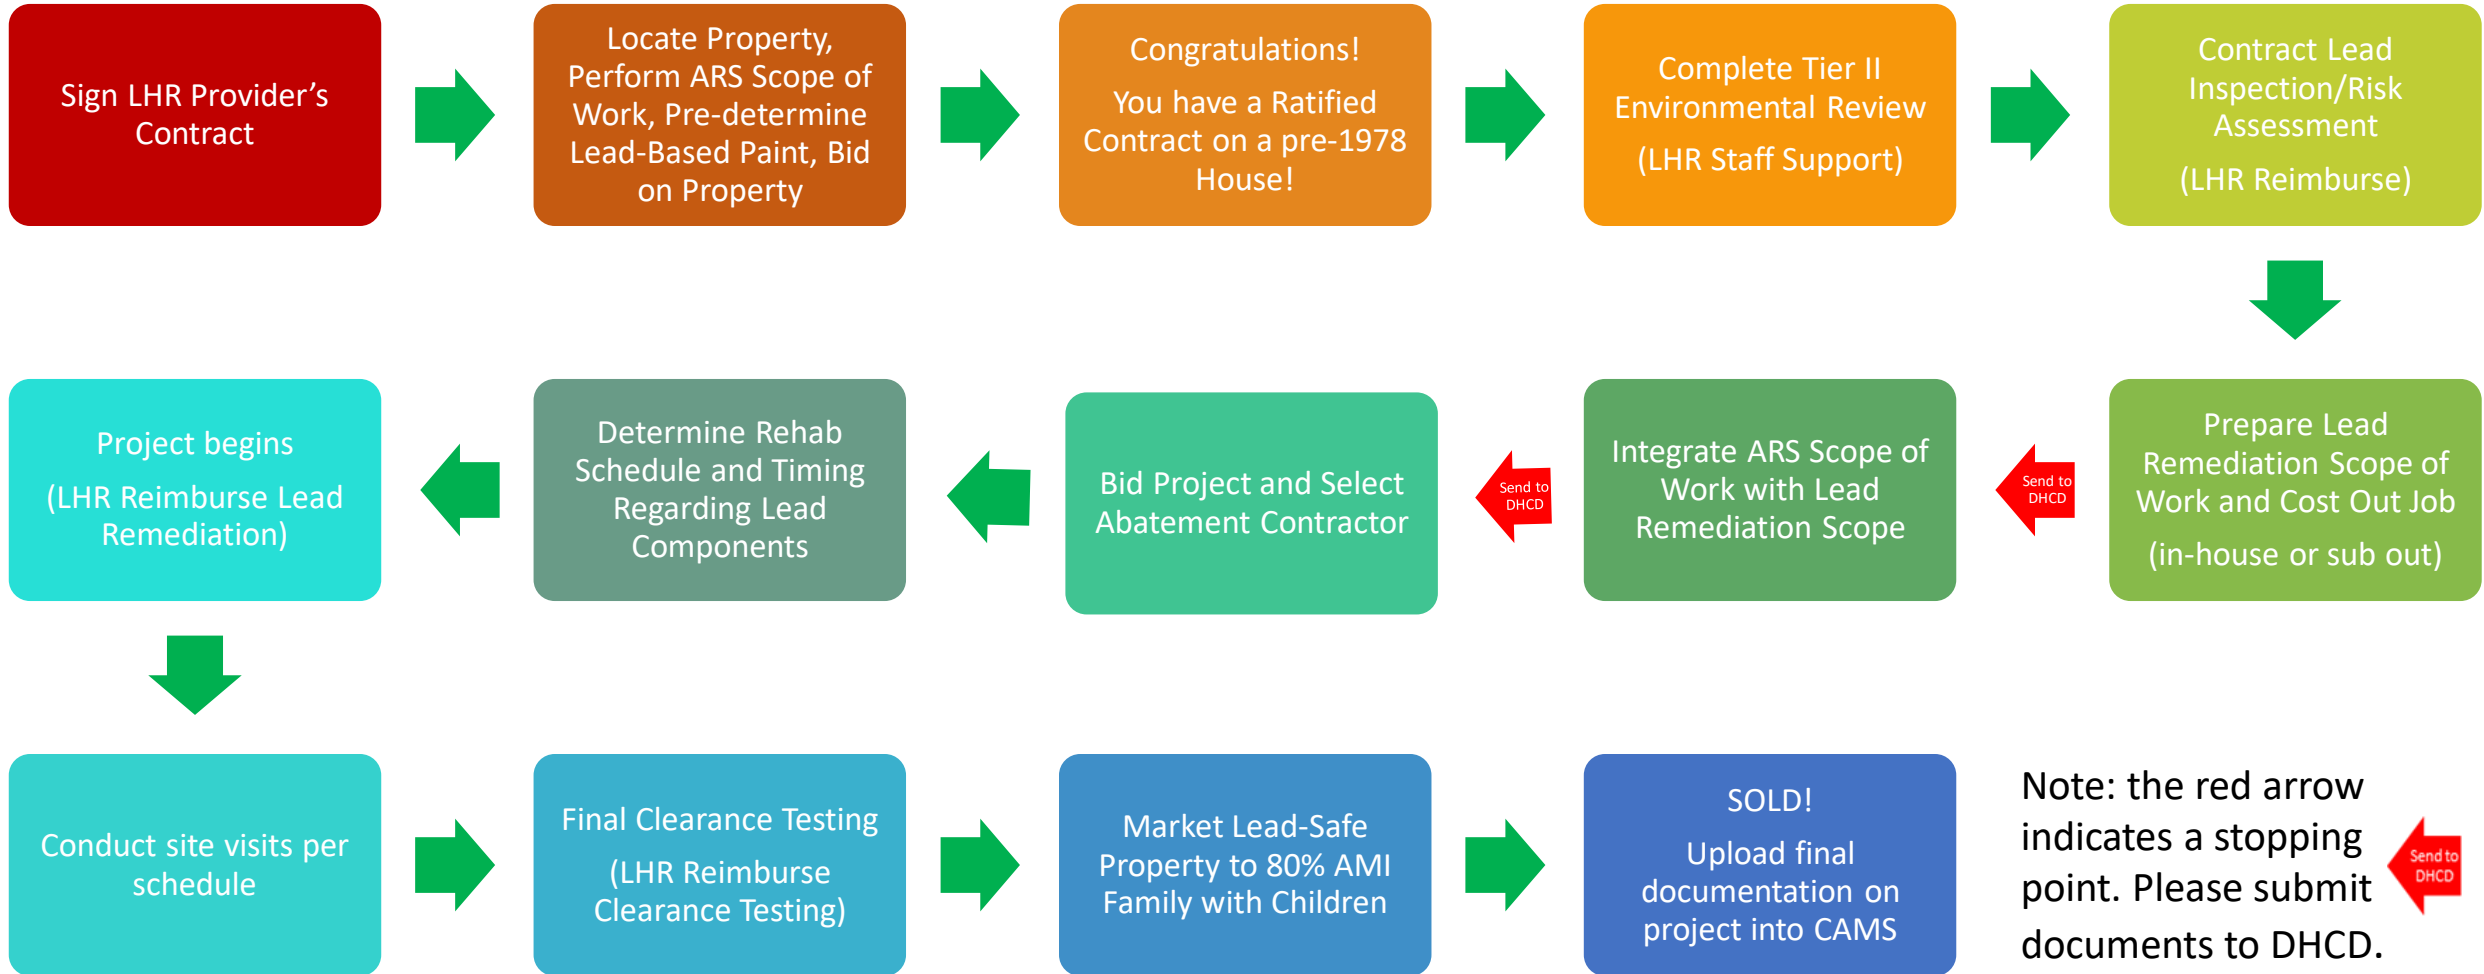 Sign LHR Provider's
Contract
Locate Property,
Perform ARS Scope of
Work, Pre-determine
Lead-Based Paint, Bid
on Property
Congratulations!
You have a Ratified
Contract on a pre-1978
House!
Complete Tier II
Environmental Review
(LHR Staff Support)
Contract Lead
Inspection/Risk
Assessment
(LHR Reimburse)
Prepare Lead
Remediation Scope of
Work and Cost Out Job
(in-house or sub out)
Send to
DHCD
Integrate ARS Scope of
Work with Lead
Remediation Scope
Send to
DHCD
Bid Project and Select
Abatement Contractor
Determine Rehab
Schedule and Timing
Regarding Lead
Components
Project begins
(LHR Reimburse Lead
Remediation)
Conduct site visits per
schedule
Final Clearance Testing
(LHR Reimburse
Clearance Testing)
Market Lead-Safe
Property to 80% AMI
Family with Children
SOLD!
Upload final
documentation on
project into CAMS
Note: the red arrow
indicates a stopping
point. Please submit
documents to DHCD.
Send to
DHCD